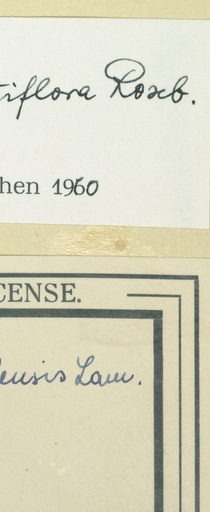 tiflora Roxb.
hen 1960
CENSE.
ensis Lam.